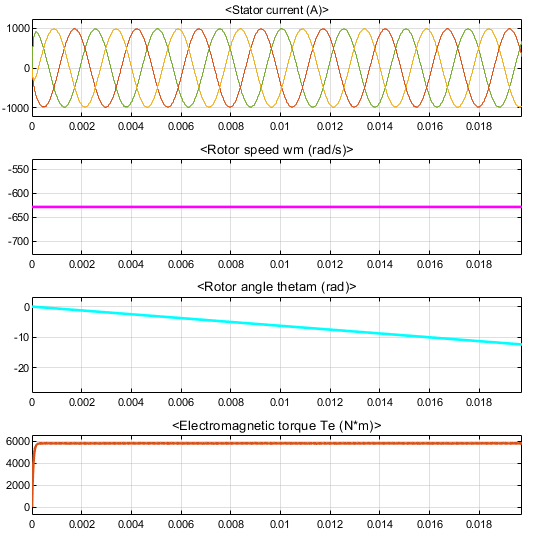 <Stator current (A)>
1000
0
-1000
0 0.002 0.004 0.006 0.008 0.01 0.012 0.014 0.016 0.018
<Rotor speed wm (rad/s)>
-550
-600
-650
-700
0 0.002 0.004 0.006 0.008 0.01 0.012 0.014 0.016 0.018
<Rotor angle thetam (rad)>
0
-10
-20
0 0.002 0.004 0.006 0.008 0.01 0.012 0.014 0.016 0.018
<Electromagnetic torque Te (N*m)>
6000
4000
2000
0
0 0.002 0.004 0.006 0.008 0.01 0.012 0.014 0.016 0.018